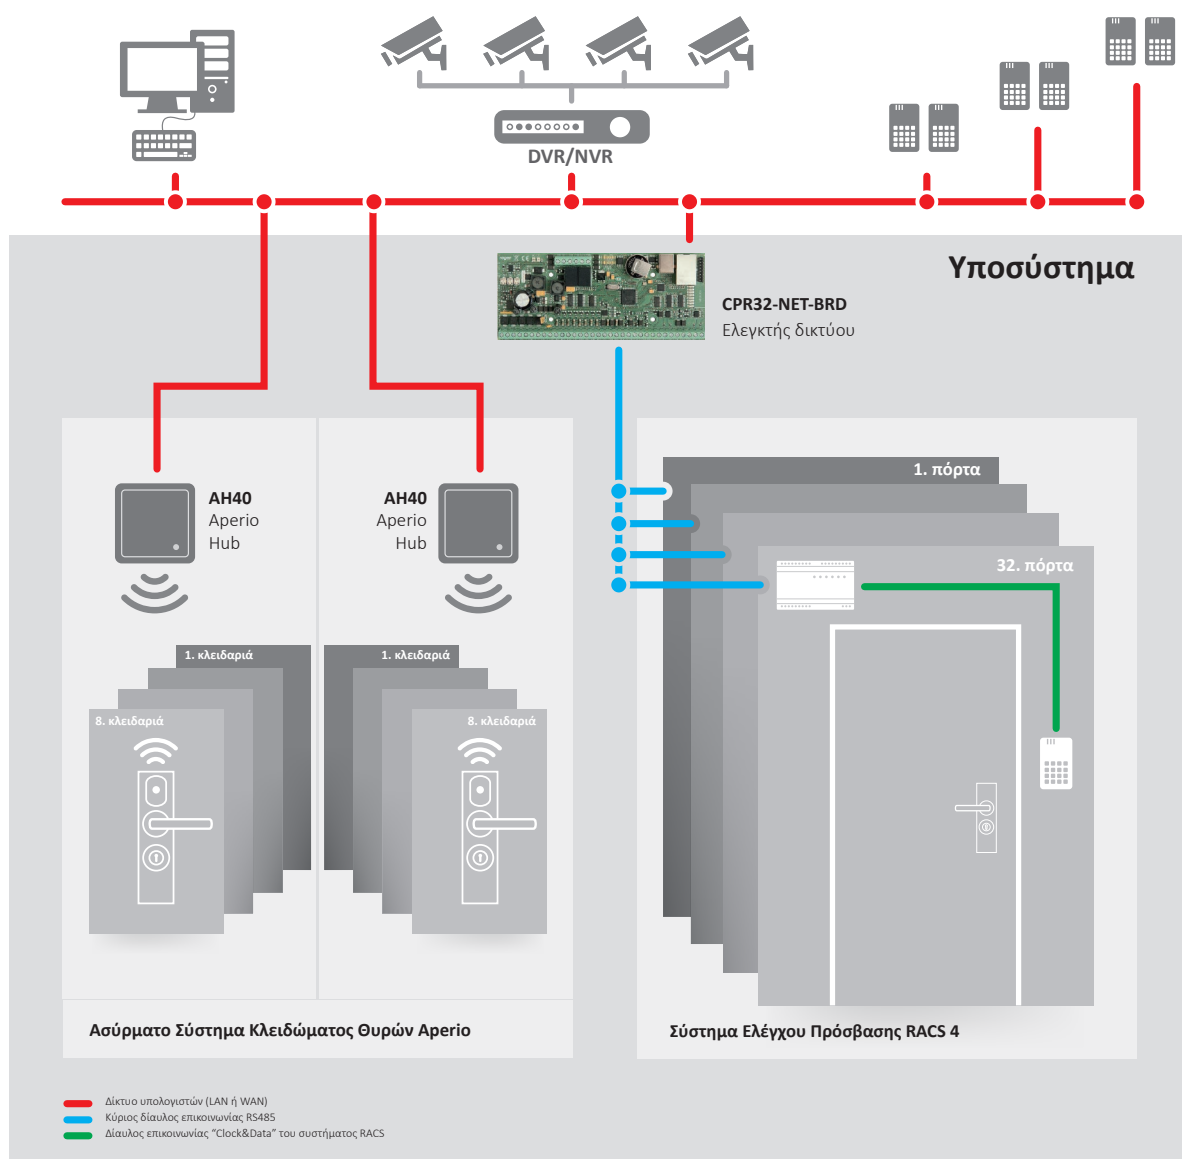 DVR/NVR
Υποσύστημα
CPR32-NET-BRD
Ελεγκτής δικτύου
AH40
Aperio
Hub
AH40
Aperio
Hub
1. πόρτα
32. πόρτα
1. κλειδαριά
8. κλειδαριά
1. κλειδαριά
8. κλειδαριά
Ασύρματο Σύστημα Κλειδώματος Θυρών Aperio
Σύστημα Ελέγχου Πρόσβασης RACS 4
Δίκτυο υπολογιστών (LAN ή WAN)
Κύριος δίαυλος επικοινωνίας RS485
Δίαυλος επικοινωνίας “Clock&Data” του συστήματος RACS